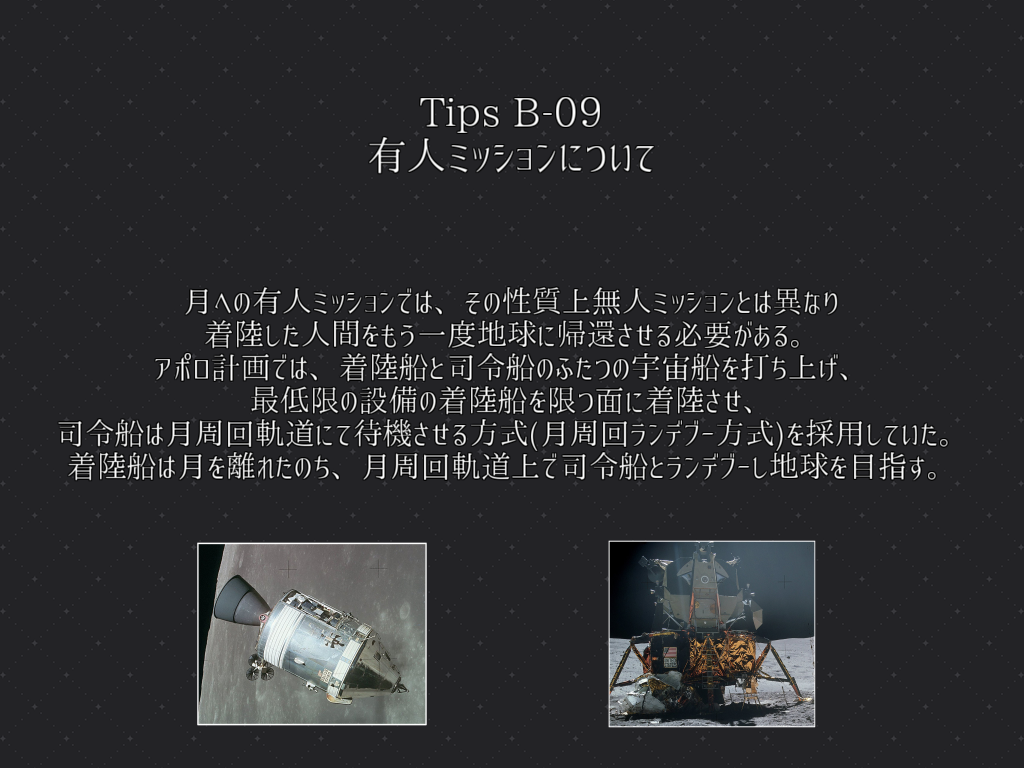 Tips B-09
有人ミッションについて
月への有人ミッションでは、その性質上無人ミッションとは異なり
着陸した人間をもう一度地球に帰還させる必要がある。
アポロ計画では、着陸船と司令船のふたつの宇宙船を打ち上げ、
最低限の設備の着陸船を限つ面に着陸させ、
司令船は月周回軌道にて待機させる方式(月周回ランデブー方式)を採用していた。
着陸船は月を離れたのち、月周回軌道上で司令船とランデブーし地球を目指す。